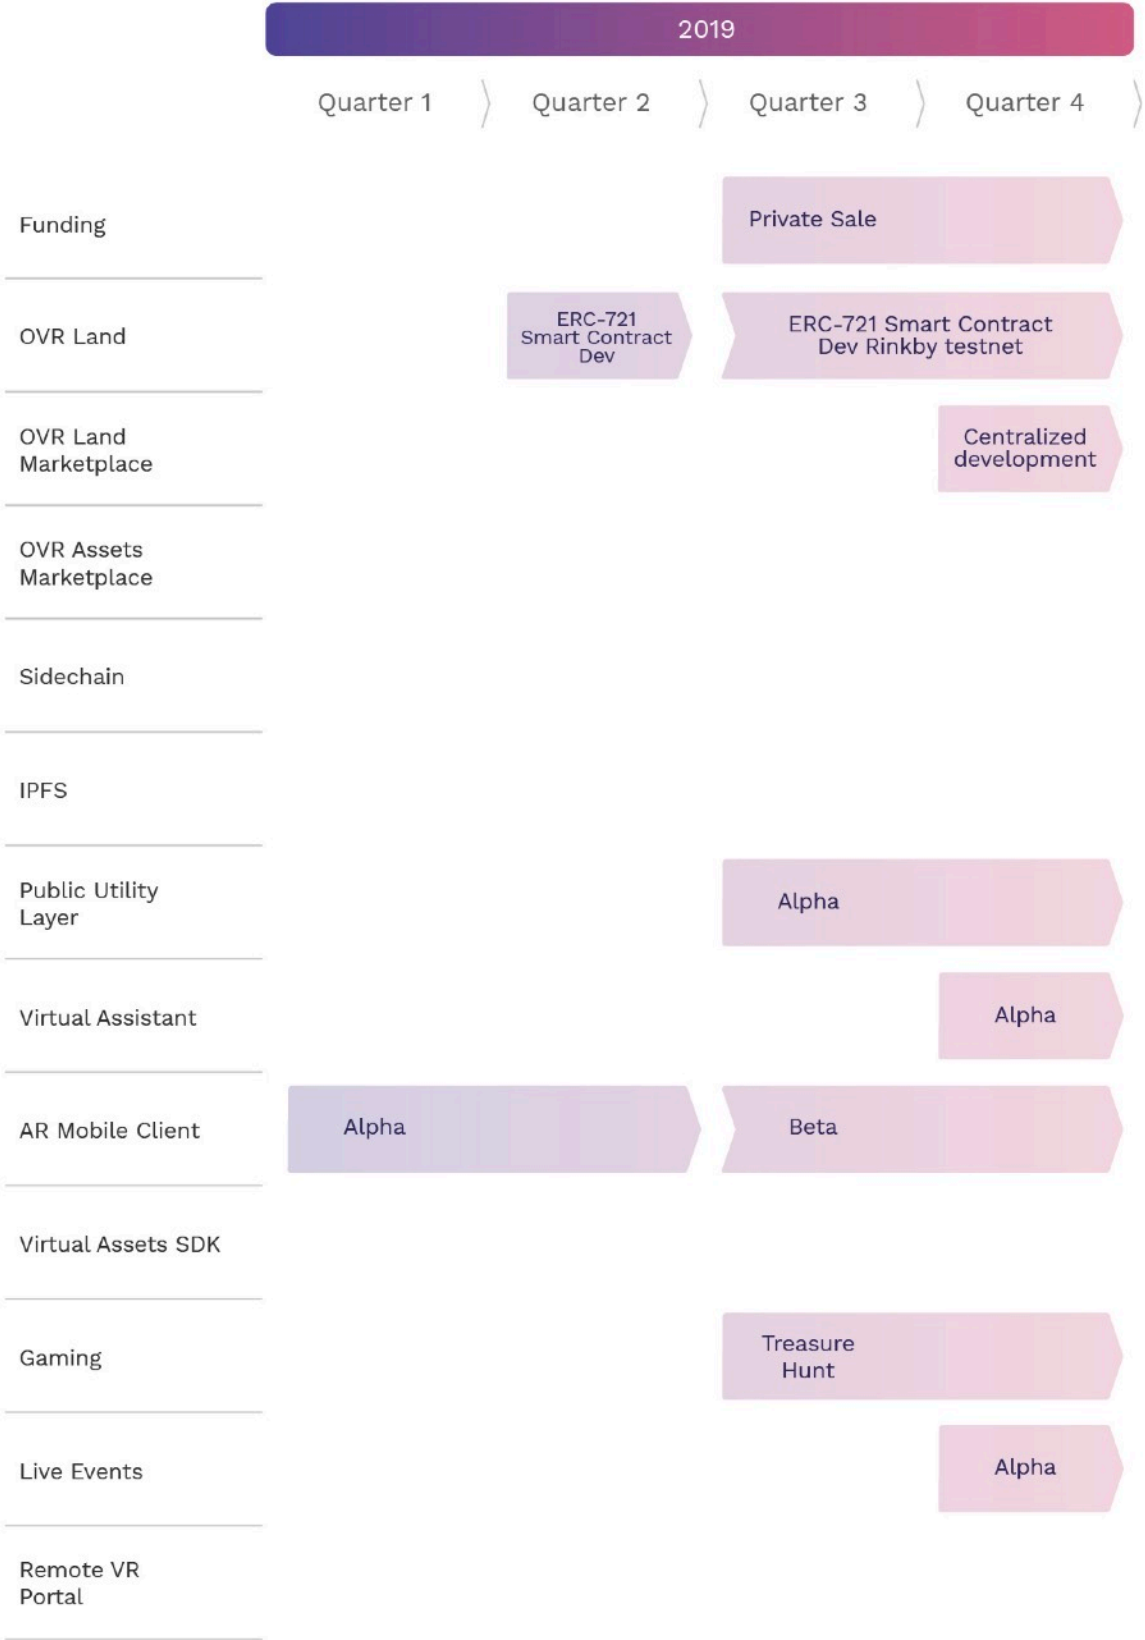 2019
Quarter 1
Quarter 2
Quarter 3
Quarter 4
Funding
Private Sale
OVR Land
ERC-721
Smart Contract
Dev
ERC-721 Smart Contract
Dev Rinkby testnet
OVR Land
Marketplace
Centralized
development
OVR Assets
Marketplace
Sidechain
IPFS
Public Utility
Layer
Alpha
Virtual Assistant
Alpha
AR Mobile Client
Alpha
Beta
Virtual Assets SDK
Gaming
Treasure
Hunt
Live Events
Alpha
Remote VR
Portal